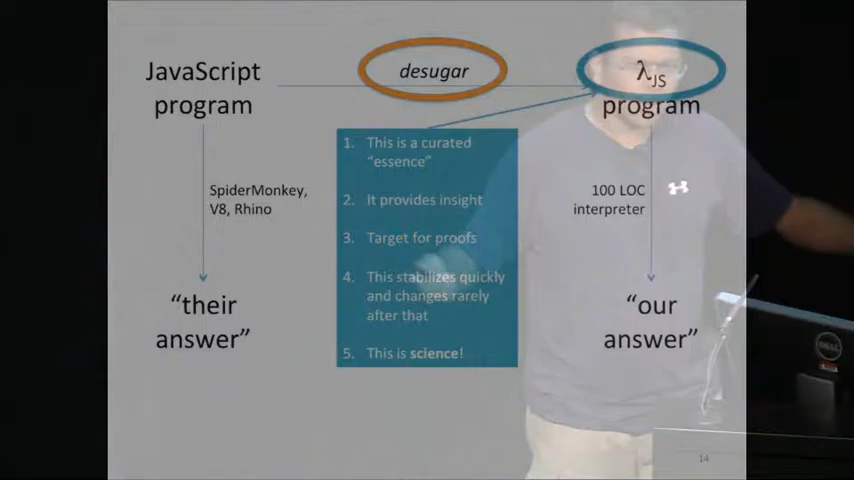 JavaScript
program
desugar
λJS
program
1. This is a curated
"essence"
2. It provides insight
3. Target for proofs
4. This stabilizes quickly
and changes rarely
after that
5. This is science!
SpiderMonkey,
V8, Rhino
100 LOC
interpreter
"their
answer"
"our
answer"
DELL
14